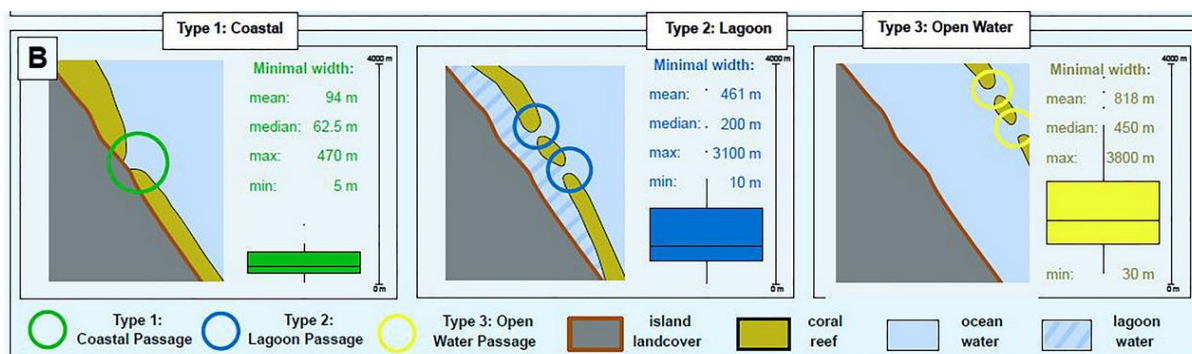 Type 1: Coastal
Type 2: Lagoon
Type 3: Open Water
B
Minimal width:
mean: 94 m
median: 62.5 m
max: 470 m
min: 5 m
4000 m
0 m
Minimal width:
mean: 461 m
median: 200 m
max: 3100 m
min: 10 m
4000 m
0 m
Minimal width:
mean: 818 m
median: 450 m
max: 3800 m
min: 30 m
4000 m
0 m
Type 1:
Coastal Passage
Type 2:
Lagoon Passage
Type 3: Open
Water Passage
island
landcover
coral
reef
ocean
water
lagoon
water